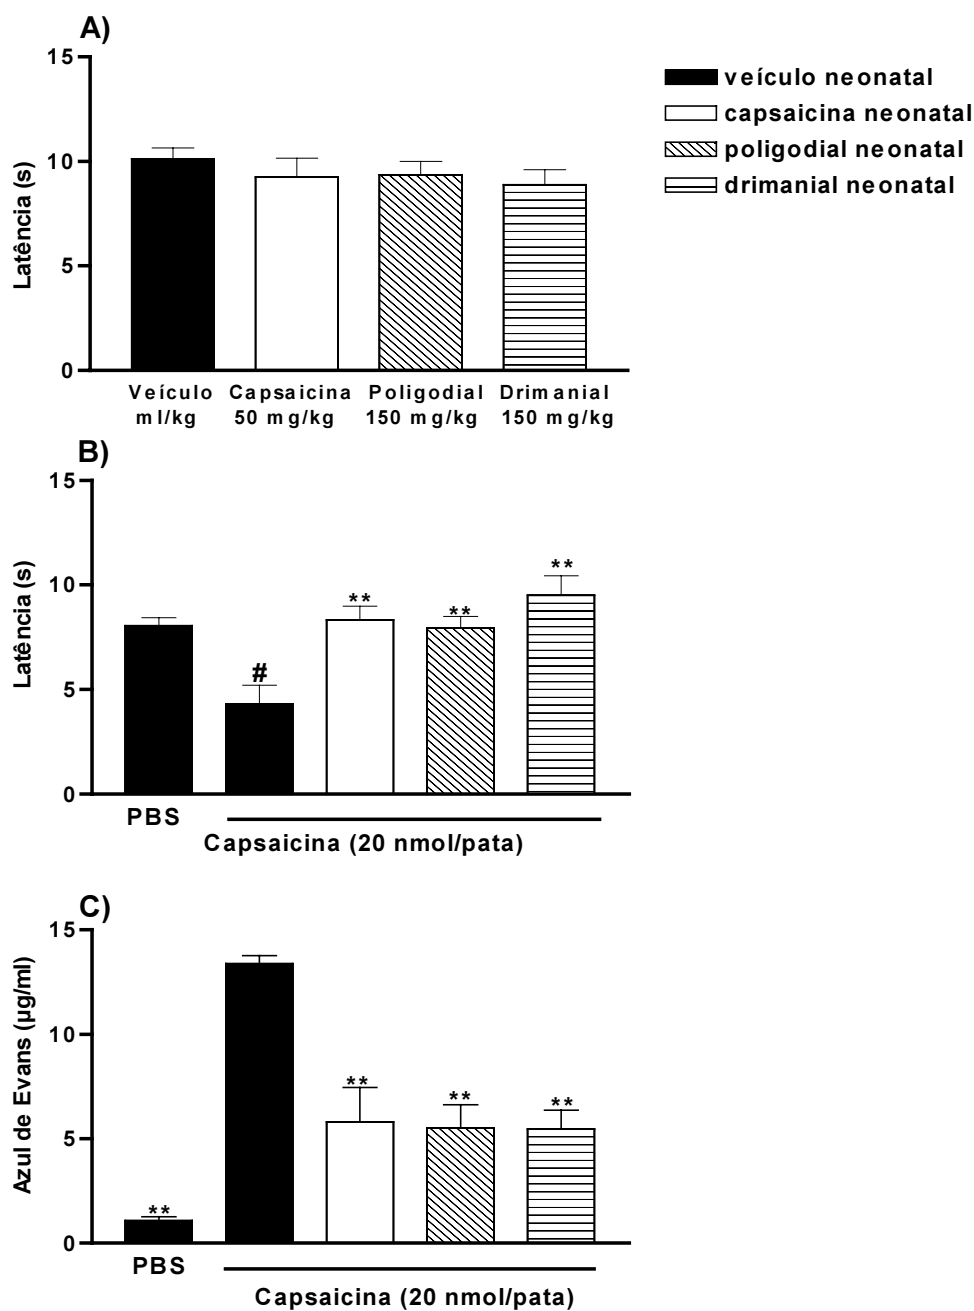 A)
15
10
5
0
Latência (s)
Veículo Capsaicina Poligodial Drimanial
ml/kg 50 mg/kg 150 mg/kg 150 mg/kg
veículo neonatal
capsaicina neonatal
poligodial neonatal
drimanial neonatal
B)
15
10
5
0
Latência (s)
#
**
**
**
PBS
Capsaicina (20 nmol/pata)
C)
15
10
5
0
Azul de Evans (µg/ml)
**
**
**
**
PBS
Capsaicina (20 nmol/pata)